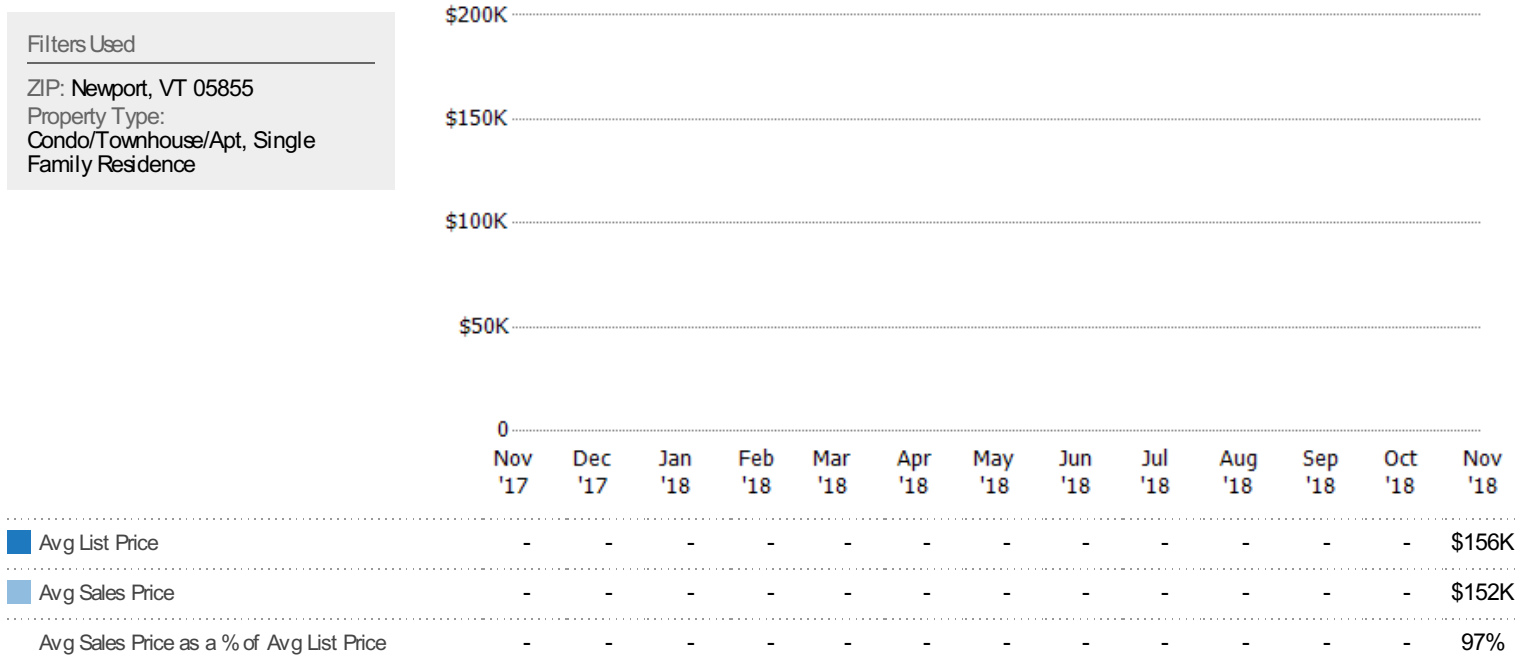 Filters Used
ZIP: Newport, VT 05855
Property Type:
Condo/Townhouse/Apt, Single
Family Residence
$200K
$150K
$100K
$50K
0
Nov Dec Jan Feb Mar Apr May Jun Jul Aug Sep Oct Nov
'17 '17 '18 '18 '18 '18 '18 '18 '18 '18 '18 '18 '18
Avg List Price - - - - - - - - - - - - $156K
Avg Sales Price - - - - - - - - - - - - $152K
Avg Sales Price as a % of Avg List Price - - - - - - - - - - - - 97%